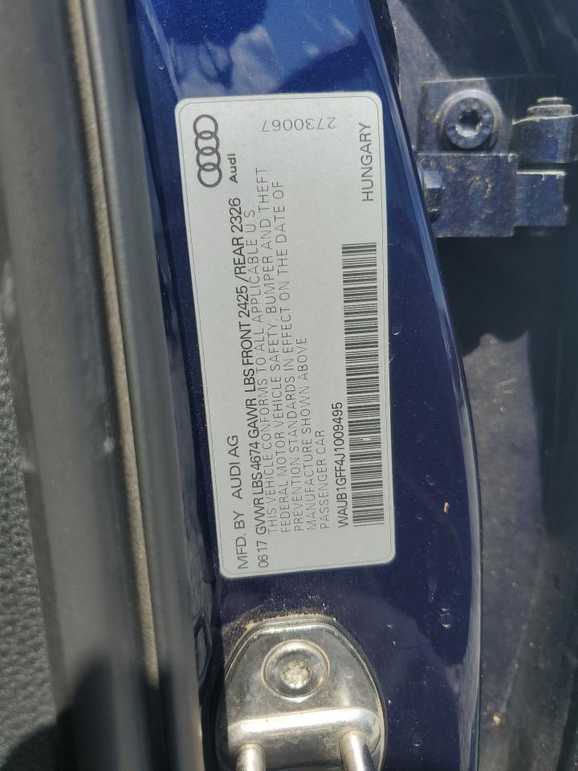 2730067
Audi
MFD. BY AUDI AG
0617 GVWR LBS 4674 GAWR LBS FRONT 2425 / REAR 2326
THIS VEHICLE CONFORMS TO ALL APPLICABLE U S
FEDERAL MOTOR VEHICLE SAFETY, BUMPER AND THEFT
PREVENTION STANDARDS IN EFFECT ON THE DATE OF
MANUFACTURE SHOWN ABOVE
PASSENGER CAR
HUNGARY
WAUB1GFF4J1009495